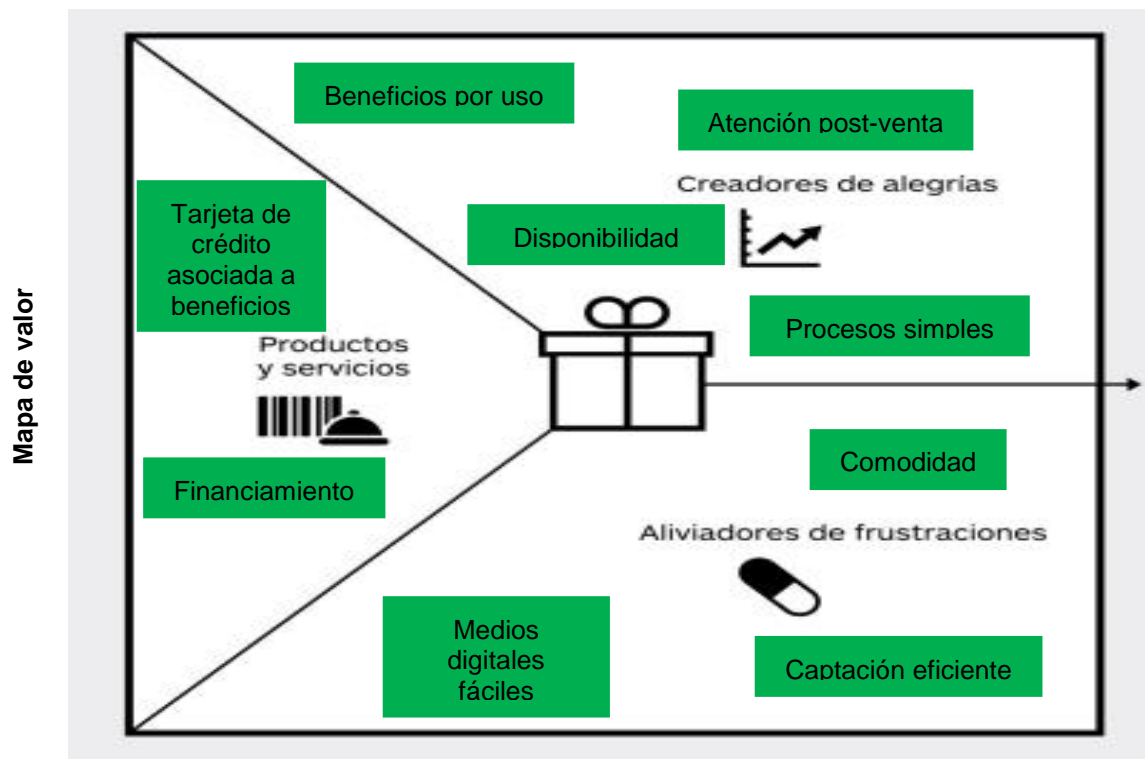 Mapa de valor
Beneficios por uso
Atención post-venta
Creadores de alegrías
Tarjeta de
crédito
asociada a
beneficios
Disponibilidad
Procesos simples
Productos
y servicios
Comodidad
Financiamiento
Aliviadores de frustraciones
Medios
digitales
fáciles
Captación eficiente